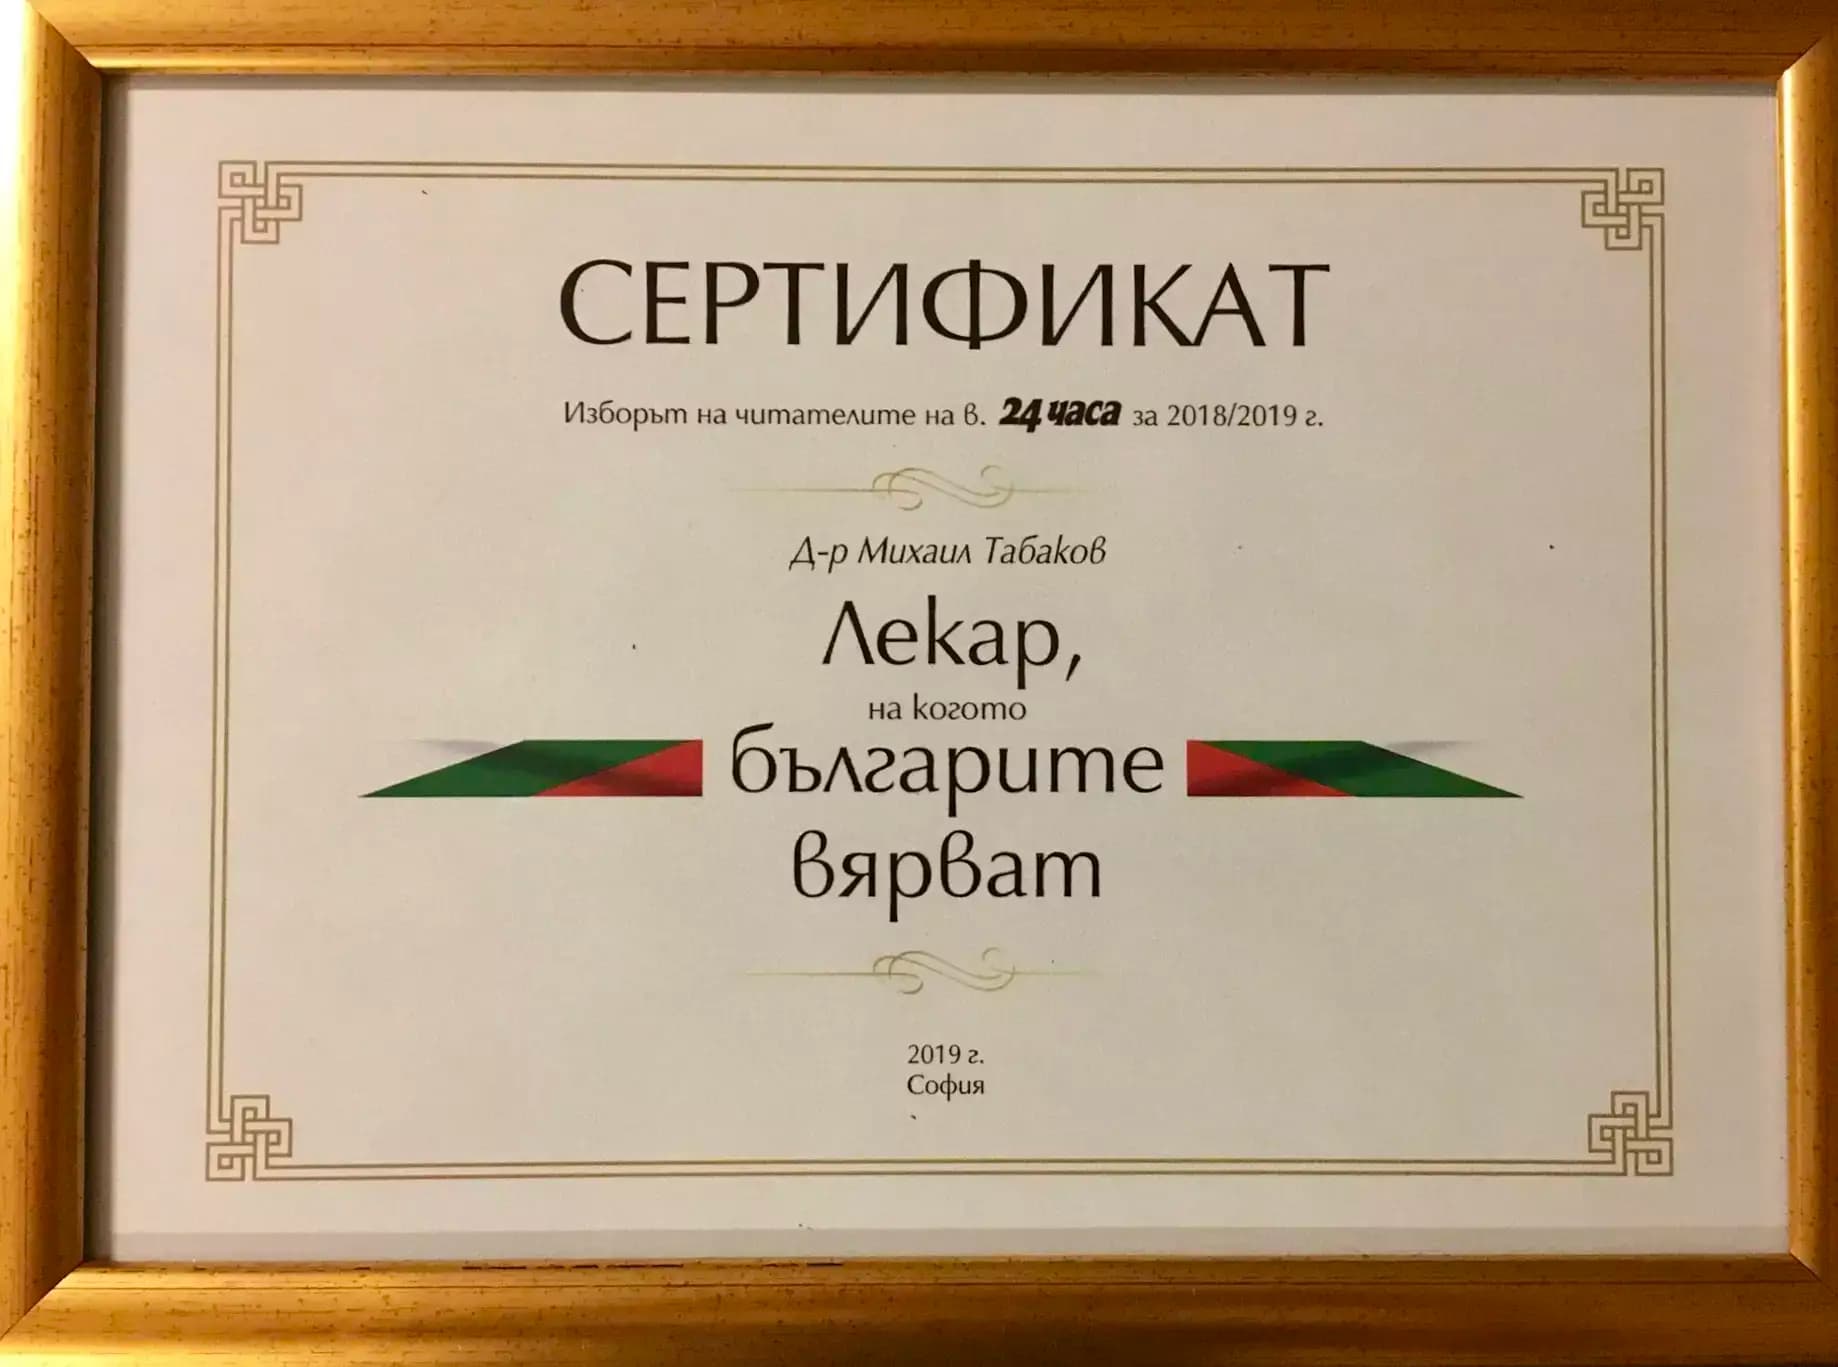 СЕРТИФИКАТ
Изборът на читателите на в. 24 часа за 2018/2019 г.
Д-р Михаил Табаков
Лекар,
на когото
българите
вярват
2019 г.
София